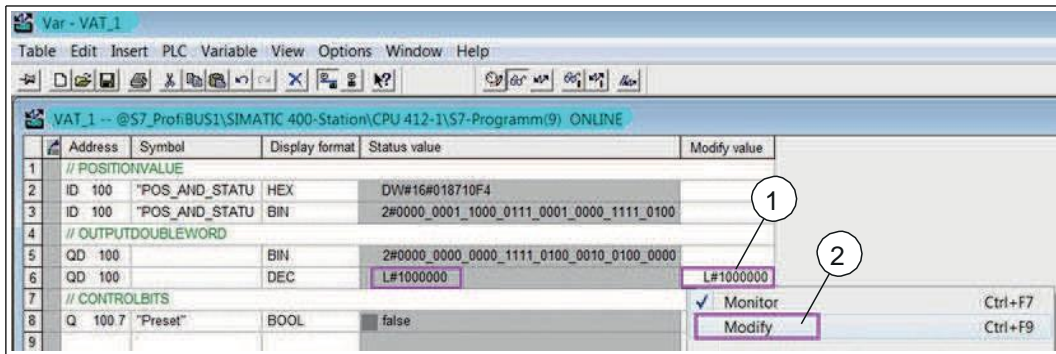 Var - VAT_1
Table Edit Insert PLC Variable View Options Window Help
VAT_1 -- @S7_ProfiBUS1\SIMATIC 400-Station\CPU 412-1\S7-Programm(9) ONLINE
Address Symbol Display format Status value Modify value
1 // POSITIONVALUE
2 ID 100 "POS_AND_STATU HEX DW#16#018710F4
3 ID 100 "POS_AND_STATU BIN 2#0000_0001_1000_0111_0001_0000_1111_0100
1
4 // OUTPUTDOUBLEWORD
5 QD 100 BIN 2#0000_0000_0000_1111_0100_0010_0100_0000
2
6 QD 100 DEC L#1000000 L#1000000
7 // CONTROLBITS
Monitor Ctrl+F7
8 Q 100.7 "Preset" BOOL false
Modify Ctrl+F9
9